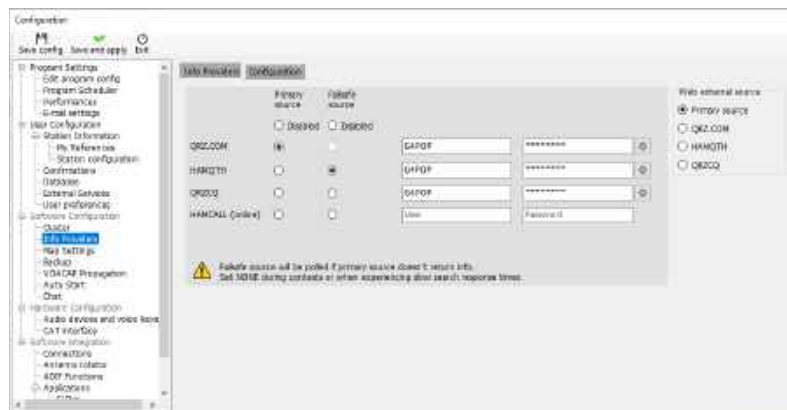 Configuration
Save config Save and apply Exit
Program Settings
Edit program config
Program Scheduler
Performances
E-mail settings
User Configuration
Station Information
My References
Station configuration
Confirmations
Database
External Services
User preferences
Software Configuration
Cluster
Info Providers
Map Settings
Backup
VOACAP Propagation
Auto Start
Chat
Hardware Configuration
Audio devices and voice keyer
CAT Interface
Software Integration
Connections
Antenna rotator
ADIF Functions
Applications
Info Providers Configuration
Primary source Failsafe source
Disabled Disabled
QRZ.COM G4POP ********
HAMQTH G4POP ********
QRZCQ G4POP ********
HAMCALL (online) User Password
Failsafe source will be polled if primary source doesn't return info.
Set NONE during contests or when experiencing slow search response times.
Web external source
Primary source
QRZ.COM
HAMQTH
QRZCQ